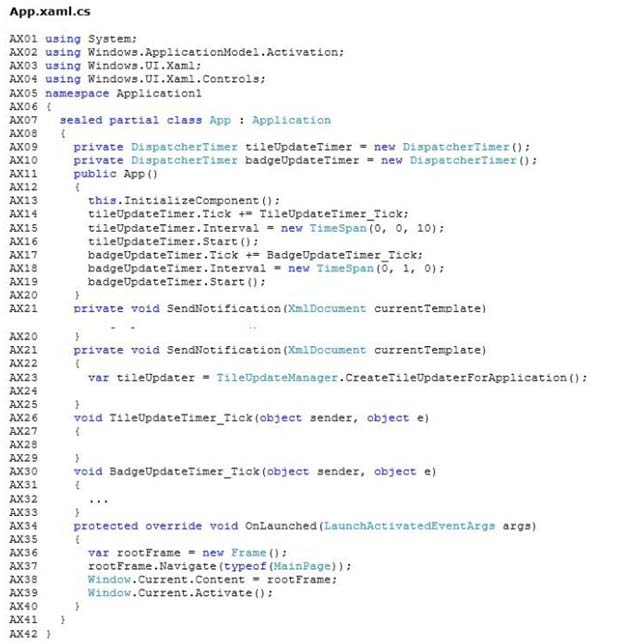 App.xaml.cs
AX01 using System;
AX02 using Windows.ApplicationModel.Activation;
AX03 using Windows.UI.Xaml;
AX04 using Windows.UI.Xaml.Controls;
AX05 namespace Application1
AX06 {
AX07   sealed partial class App : Application
AX08   {
AX09     private DispatcherTimer tileUpdateTimer = new DispatcherTimer();
AX10     private DispatcherTimer badgeUpdateTimer = new DispatcherTimer();
AX11     public App()
AX12     {
AX13       this.InitializeComponent();
AX14       tileUpdateTimer.Tick += TileUpdateTimer_Tick;
AX15       tileUpdateTimer.Interval = new TimeSpan(0, 0, 10);
AX16       tileUpdateTimer.Start();
AX17       badgeUpdateTimer.Tick += BadgeUpdateTimer_Tick;
AX18       badgeUpdateTimer.Interval = new TimeSpan(0, 1, 0);
AX19       badgeUpdateTimer.Start();
AX20     }
AX21     private void SendNotification(XmlDocument currentTemplate)
AX20     }
AX21     private void SendNotification(XmlDocument currentTemplate)
AX22     {
AX23       var tileUpdater = TileUpdateManager.CreateTileUpdaterForApplication();
AX24
AX25     }
AX26     void TileUpdateTimer_Tick(object sender, object e)
AX27     {
AX28
AX29     }
AX30     void BadgeUpdateTimer_Tick(object sender, object e)
AX31     {
AX32       ...
AX33     }
AX34     protected override void OnLaunched(LaunchActivatedEventArgs args)
AX35     {
AX36       var rootFrame = new Frame();
AX37       rootFrame.Navigate(typeof(MainPage));
AX38       Window.Current.Content = rootFrame;
AX39       Window.Current.Activate();
AX40     }
AX41   }
AX42 }